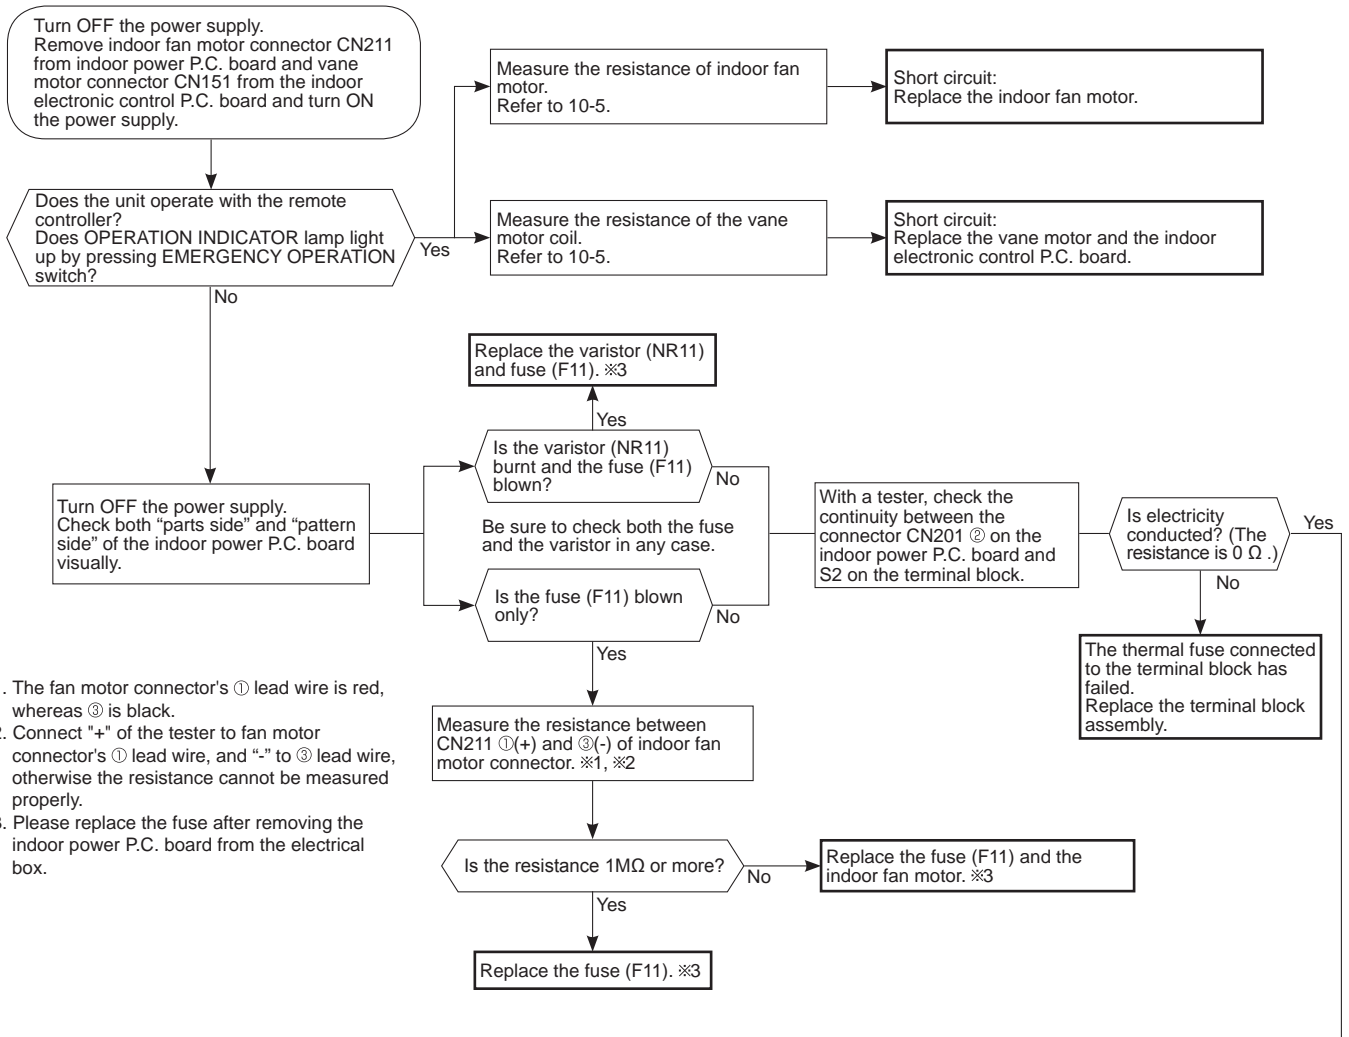 Turn OFF the power supply.
Remove indoor fan motor connector CN211
from indoor power P.C. board and vane
motor connector CN151 from the indoor
electronic control P.C. board and turn ON
the power supply.
Measure the resistance of indoor fan
motor.
Refer to 10-5.
Short circuit:
Replace the indoor fan motor.
Does the unit operate with the remote
controller?
Does OPERATION INDICATOR lamp light
up by pressing EMERGENCY OPERATION
switch?
Yes
Measure the resistance of the vane
motor coil.
Refer to 10-5.
Short circuit:
Replace the vane motor and the indoor
electronic control P.C. board.
No
Replace the varistor (NR11)
and fuse (F11). ※3
Yes
Is the varistor (NR11)
burnt and the fuse (F11)
blown?
No
Turn OFF the power supply.
Check both “parts side” and “pattern
side” of the indoor power P.C. board
visually.
Be sure to check both the fuse
and the varistor in any case.
With a tester, check the
continuity between the
connector CN201 ② on the
indoor power P.C. board and
S2 on the terminal block.
Is electricity
conducted? (The
resistance is 0 Ω .)
Yes
No
Is the fuse (F11) blown
only?
No
Yes
The thermal fuse connected
to the terminal block has
failed.
Replace the terminal block
assembly.
. The fan motor connector's ① lead wire is red,
whereas ③ is black.
2. Connect "+" of the tester to fan motor
connector's ① lead wire, and “-” to ③ lead wire,
otherwise the resistance cannot be measured
properly.
3. Please replace the fuse after removing the
indoor power P.C. board from the electrical
box.
Measure the resistance between
CN211 ①(+) and ③(-) of indoor fan
motor connector. ※1, ※2
Is the resistance 1MΩ or more?
No
Replace the fuse (F11) and the
indoor fan motor. ※3
Yes
Replace the fuse (F11). ※3